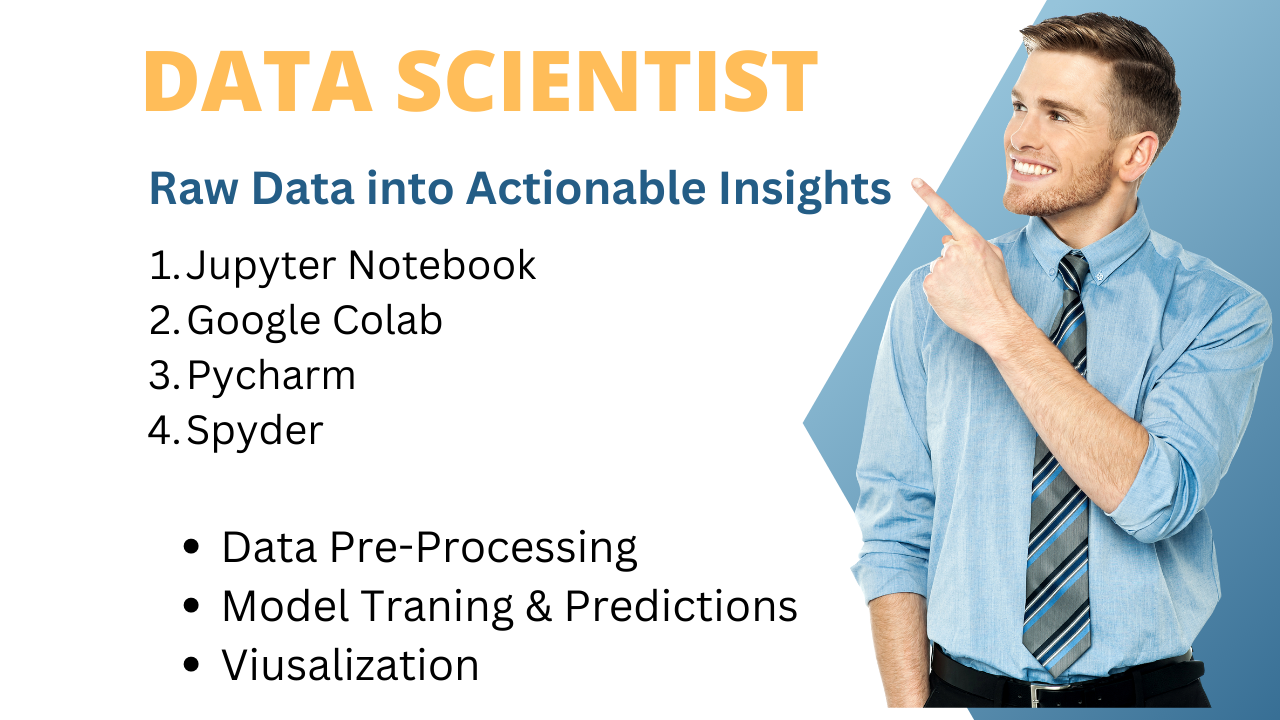 DATA SCIENTIST
Raw Data into Actionable Insights
1. Jupyter Notebook
2. Google Colab
3. Pycharm
4. Spyder
• Data Pre-Processing
• Model Traning & Predictions
• Viusalization